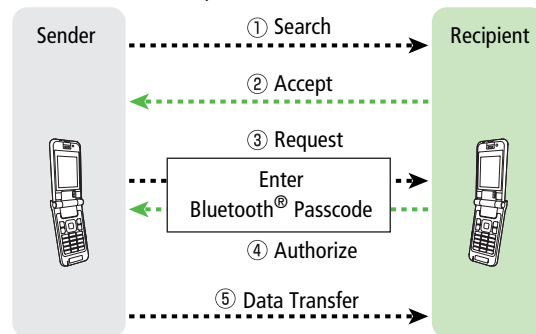 Sender
① Search
Recipient
② Accept
③ Request
Enter
Bluetooth® Passcode
④ Authorize
⑤ Data Transfer